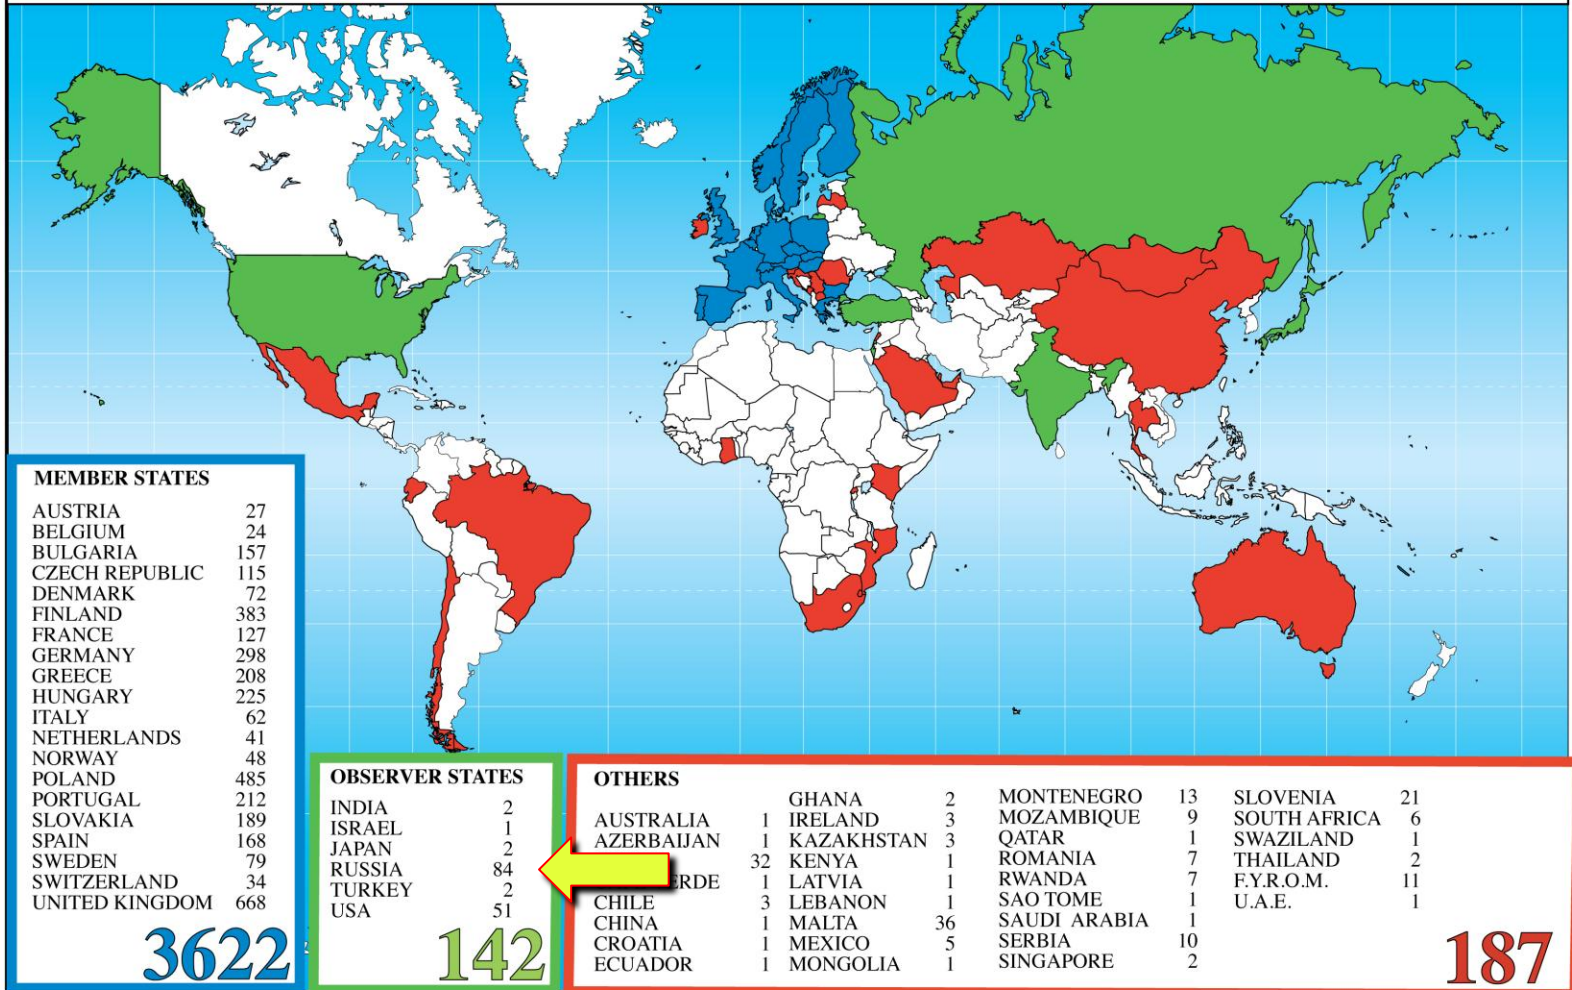 MEMBER STATES
AUSTRIA 27
BELGIUM 24
BULGARIA 157
CZECH REPUBLIC 115
DENMARK 72
FINLAND 383
FRANCE 127
GERMANY 298
GREECE 208
HUNGARY 225
ITALY 62
NETHERLANDS 41
NORWAY 48
POLAND 485
PORTUGAL 212
SLOVAKIA 189
SPAIN 168
SWEDEN 79
SWITZERLAND 34
UNITED KINGDOM 668
3622
OBSERVER STATES
INDIA 2
ISRAEL 1
JAPAN 2
RUSSIA 84
TURKEY 2
USA 51
142
OTHERS
AUSTRALIA 1
AZERBAIJAN 1
32
ERDE 1
CHILE 3
CHINA 1
CROATIA 1
ECUADOR 1
GHANA 2
IRELAND 3
KAZAKHSTAN 3
KENYA 1
LATVIA 1
LEBANON 1
MALTA 36
MEXICO 5
MONGOLIA 1
MONTENEGRO 13
MOZAMBIQUE 9
QATAR 1
ROMANIA 7
RWANDA 7
SAO TOME 1
SAUDI ARABIA 1
SERBIA 10
SINGAPORE 2
SLOVENIA 21
SOUTH AFRICA 6
SWAZILAND 1
THAILAND 2
F.Y.R.O.M. 11
U.A.E. 1
187